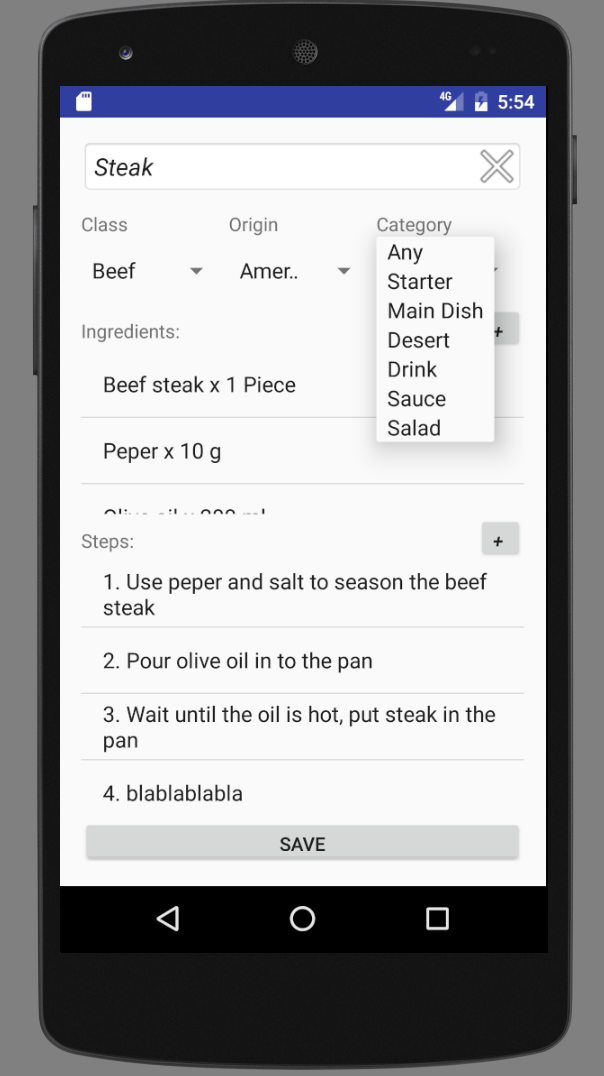 4G 5:54
Steak
Class Origin Category
Beef Amer..
Any
Starter
Main Dish
Desert
Drink
Sauce
Salad
Ingredients: +
Beef steak x 1 Piece
Peper x 10 g
Steps: +
1. Use peper and salt to season the beef
steak
2. Pour olive oil in to the pan
3. Wait until the oil is hot, put steak in the
pan
4. blablablabla
SAVE